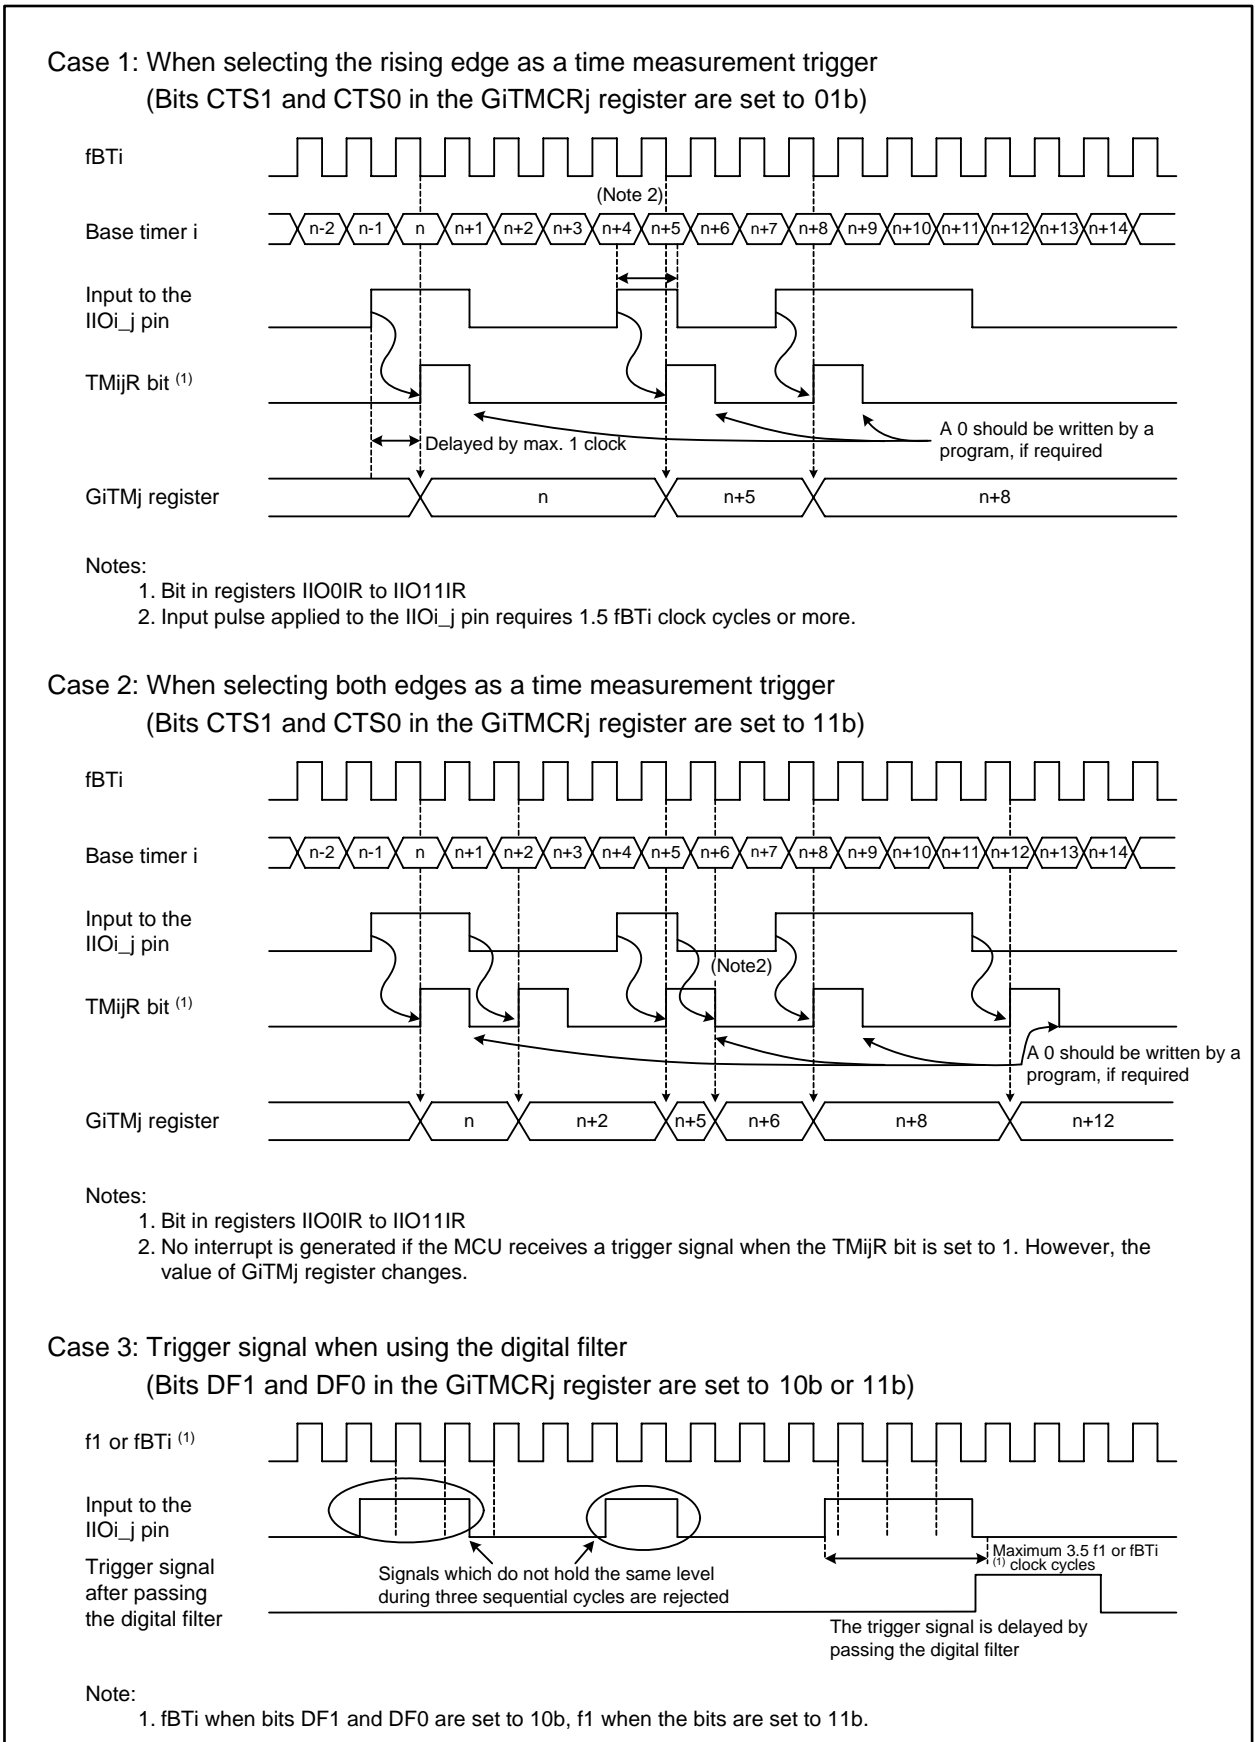 Case 1: When selecting the rising edge as a time measurement trigger
(Bits CTS1 and CTS0 in the GiTMCRj register are set to 01b)
fBTi
(Note 2)
Base timer i
n-2 n-1 n n+1 n+2 n+3 n+4 n+5 n+6 n+7 n+8 n+9 n+10 n+11 n+12 n+13 n+14
Input to the
IIOi_j pin
TMijR bit (1)
Delayed by max. 1 clock
A 0 should be written by a
program, if required
GiTMj register
n n+5 n+8
Notes:
1. Bit in registers IIO0IR to IIO11IR
2. Input pulse applied to the IIOi_j pin requires 1.5 fBTi clock cycles or more.
Case 2: When selecting both edges as a time measurement trigger
(Bits CTS1 and CTS0 in the GiTMCRj register are set to 11b)
fBTi
Base timer i
n-2 n-1 n n+1 n+2 n+3 n+4 n+5 n+6 n+7 n+8 n+9 n+10 n+11 n+12 n+13 n+14
Input to the
IIOi_j pin
(Note2)
TMijR bit (1)
A 0 should be written by a
program, if required
GiTMj register
n n+2 n+5 n+6 n+8 n+12
Notes:
1. Bit in registers IIO0IR to IIO11IR
2. No interrupt is generated if the MCU receives a trigger signal when the TMijR bit is set to 1. However, the
value of GiTMj register changes.
Case 3: Trigger signal when using the digital filter
(Bits DF1 and DF0 in the GiTMCRj register are set to 10b or 11b)
f1 or fBTi (1)
Input to the
IIOi_j pin
Maximum 3.5 f1 or fBTi
(1) clock cycles
Trigger signal
after passing
the digital filter
Signals which do not hold the same level
during three sequential cycles are rejected
The trigger signal is delayed by
passing the digital filter
Note:
1. fBTi when bits DF1 and DF0 are set to 10b, f1 when the bits are set to 11b.